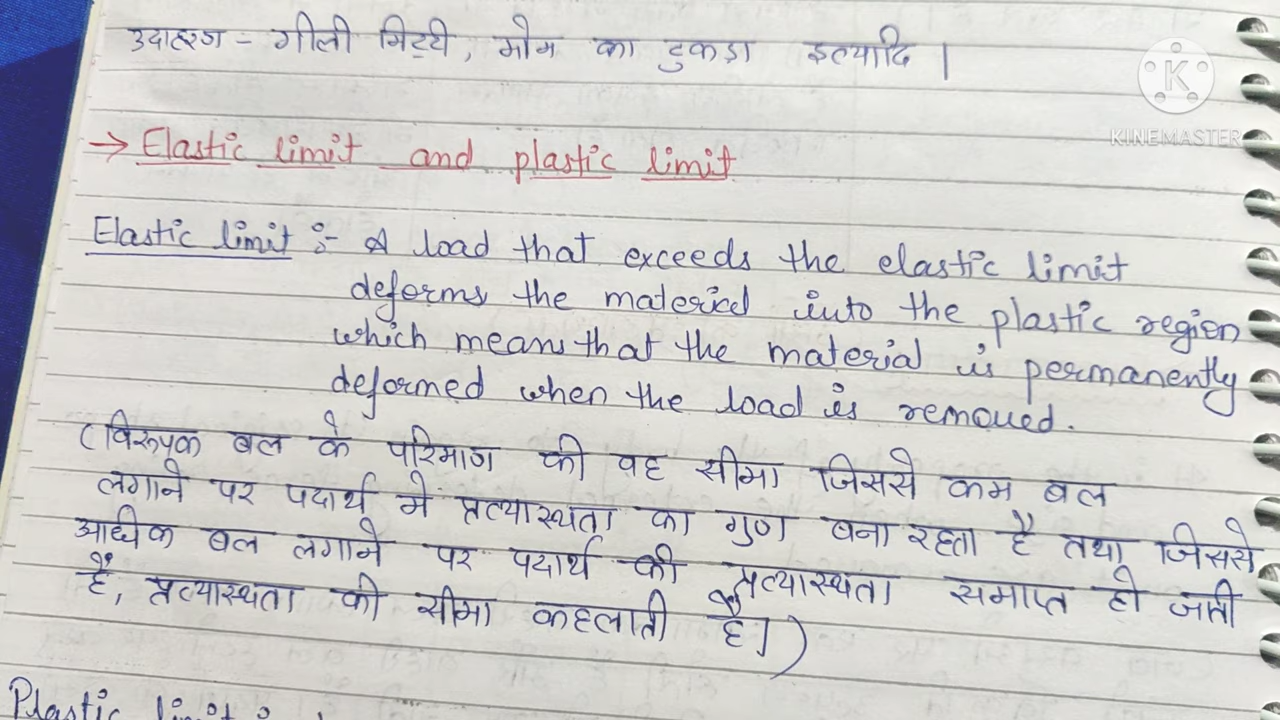 उदाहरण - गीली मिट्टी, मोम का टुकड़ा इत्यादि |
K
KINEMASTER
→ Elastic limit and plastic limit
Elastic limit :- A load that exceeds the elastic limit
deforms the material into the plastic region
which means that the material is permanently
deformed when the load is removed.
(विरूपक बल के परिमाण की वह सीमा जिससे कम बल
लगाने पर पदार्थ में प्रत्यास्थता का गुण बना रहता है तथा जिससे
अधिक बल लगाने पर पदार्थ की प्रत्यास्थता समाप्त हो जाती
है, प्रत्यास्थता की सीमा कहलाती है।)
Plastic limit :-